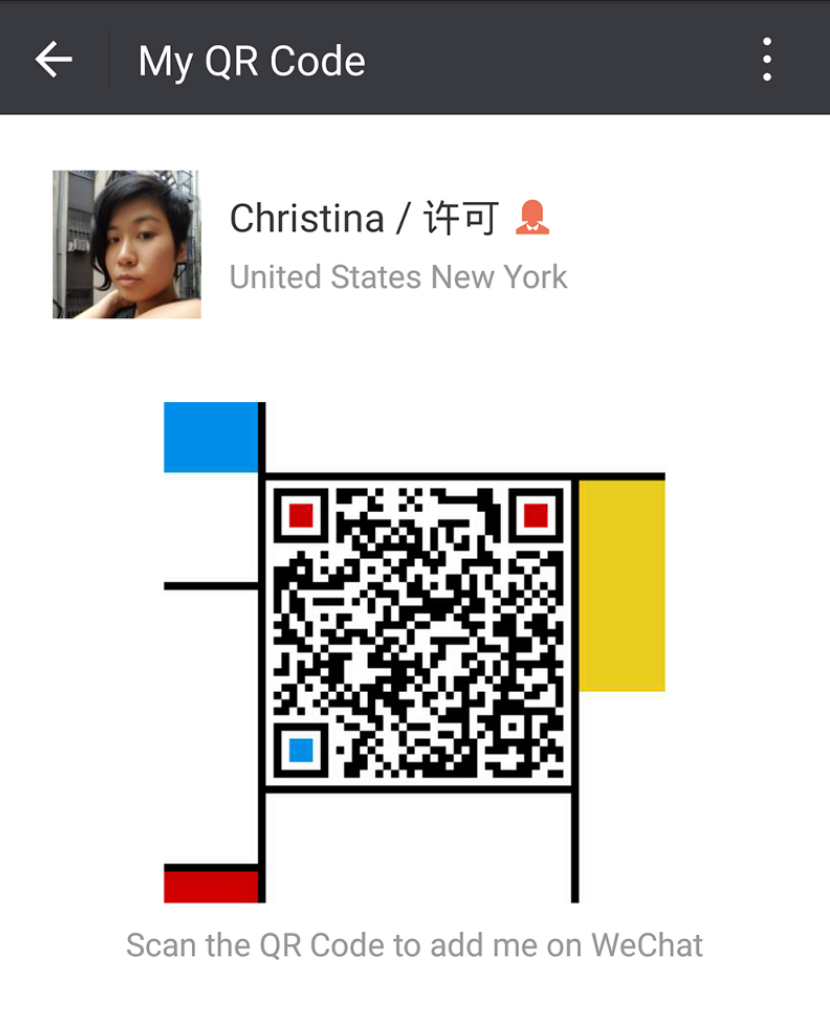 My QR Code
Christina / 许可
United States New York
Scan the QR Code to add me on WeChat